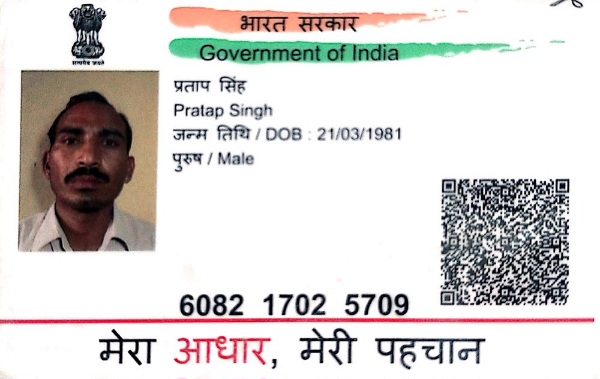 भारत सरकार
Government of India
सत्यमेव जयते
प्रताप सिंह
Pratap Singh
जन्म तिथि / DOB : 21/03/1981
पुरुष / Male
6082 1702 5709
मेरा आधार, मेरी पहचान